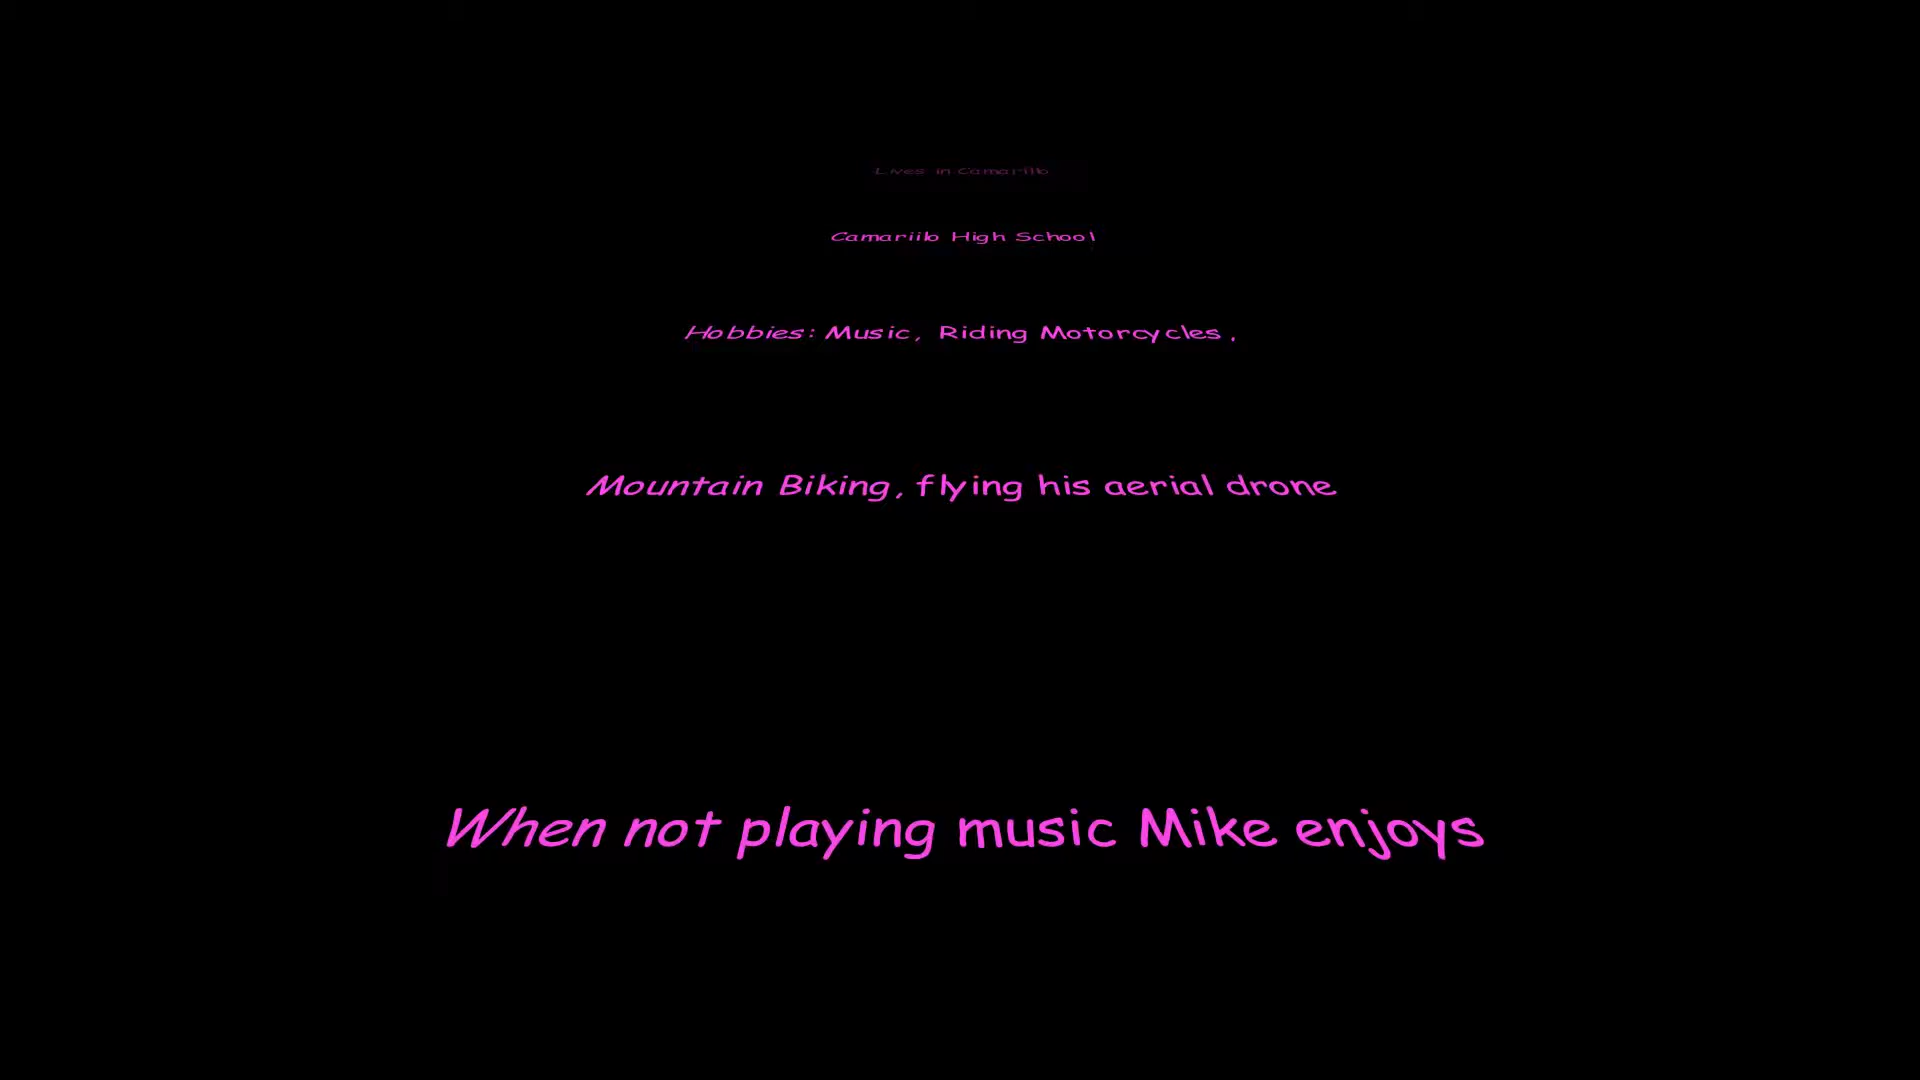 Lives in Camarillo
Camariilo High School
Hobbies: Music, Riding Motorcycles,
Mountain Biking, flying his aerial drone
When not playing music Mike enjoys